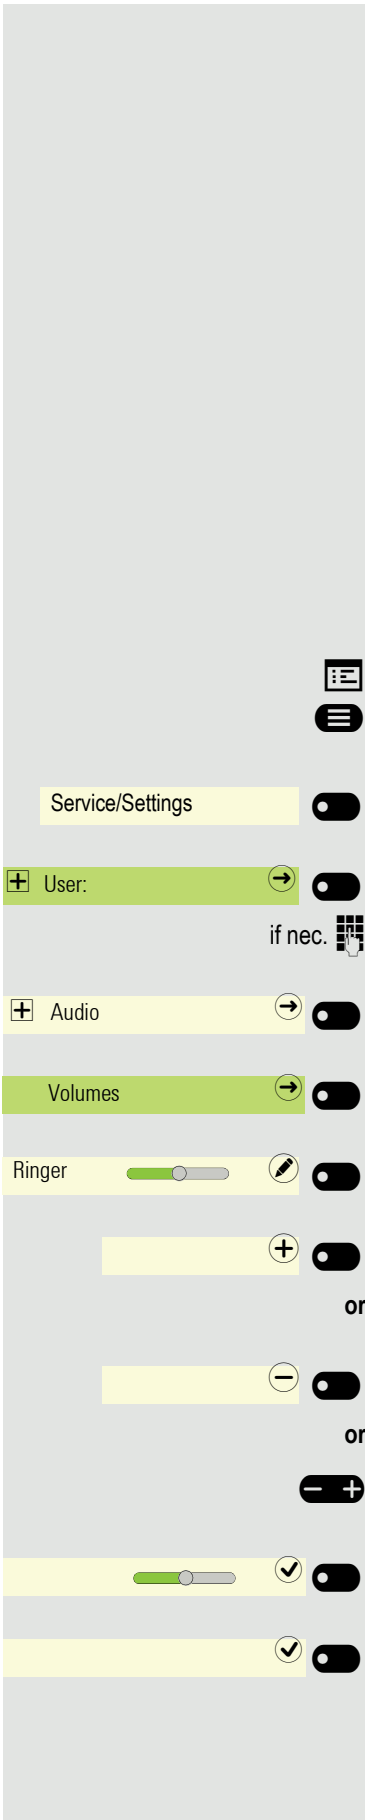 Service/Settings
User:
if nec.
Audio
Volumes
Ringer
or
or